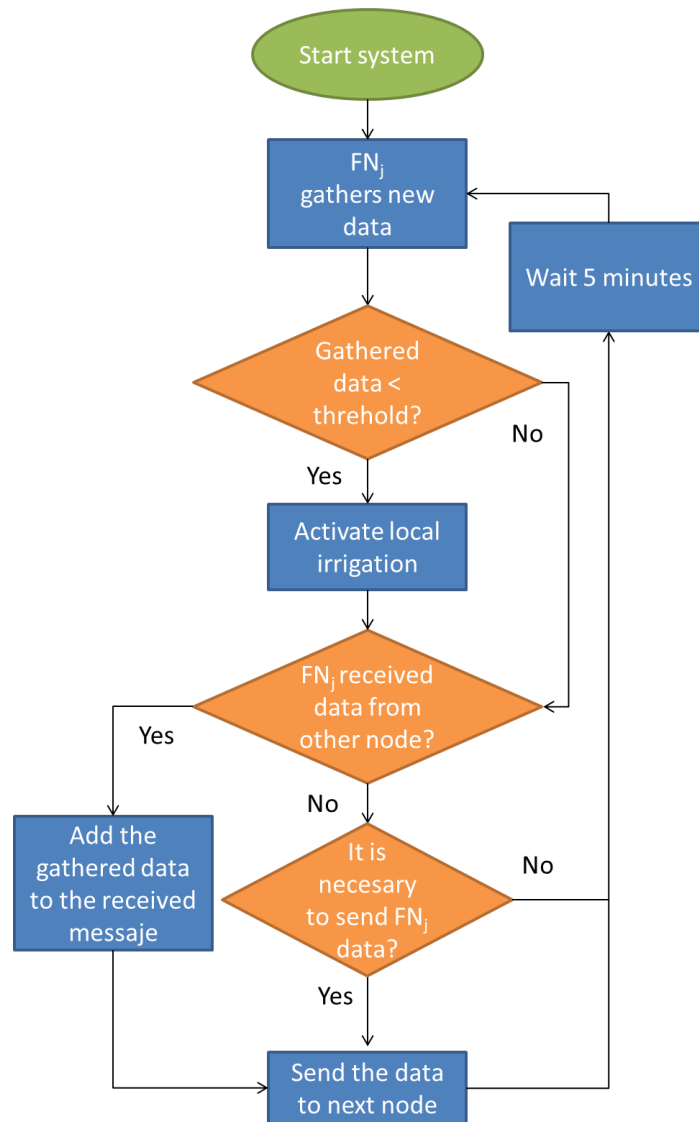 Start system
FNj
gathers new
data
Wait 5 minutes
Gathered
data <
threhold?
No
Yes
Activate local
irrigation
FNj received
data from
other node?
Yes
No
Add the
gathered data
to the received
messaje
It is
necesary
to send FNj
data?
No
Yes
Send the data
to next node